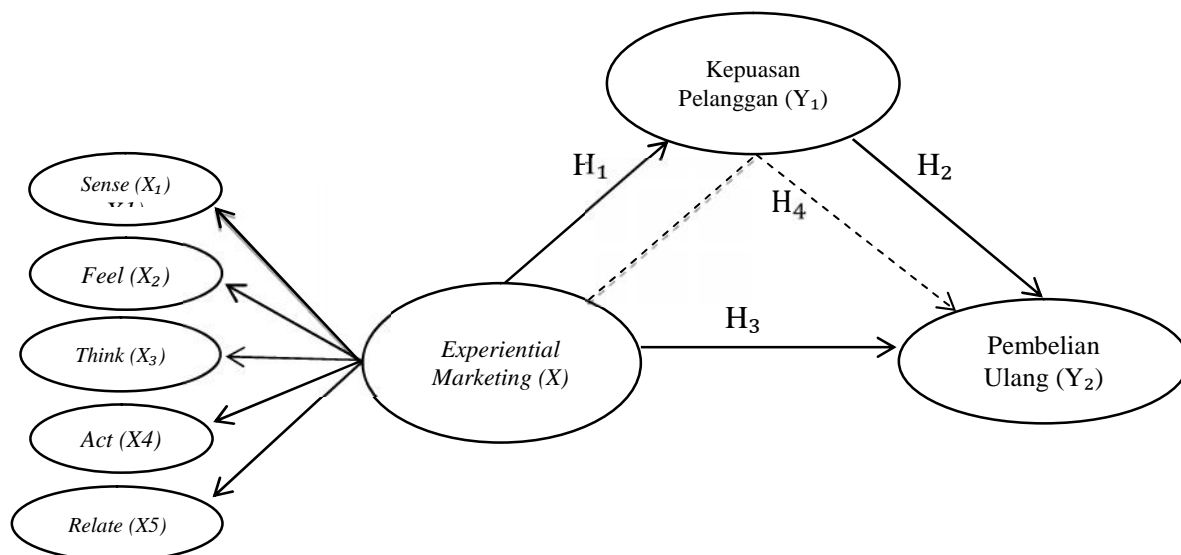 Kepuasan
Pelanggan (Y₁)
H₁
H₂
Sense (X₁)
H₄
Feel (X₂)
H₃
Think (X₃)
Experiential
Marketing (X)
Pembelian
Ulang (Y₂)
Act (X4)
Relate (X5)